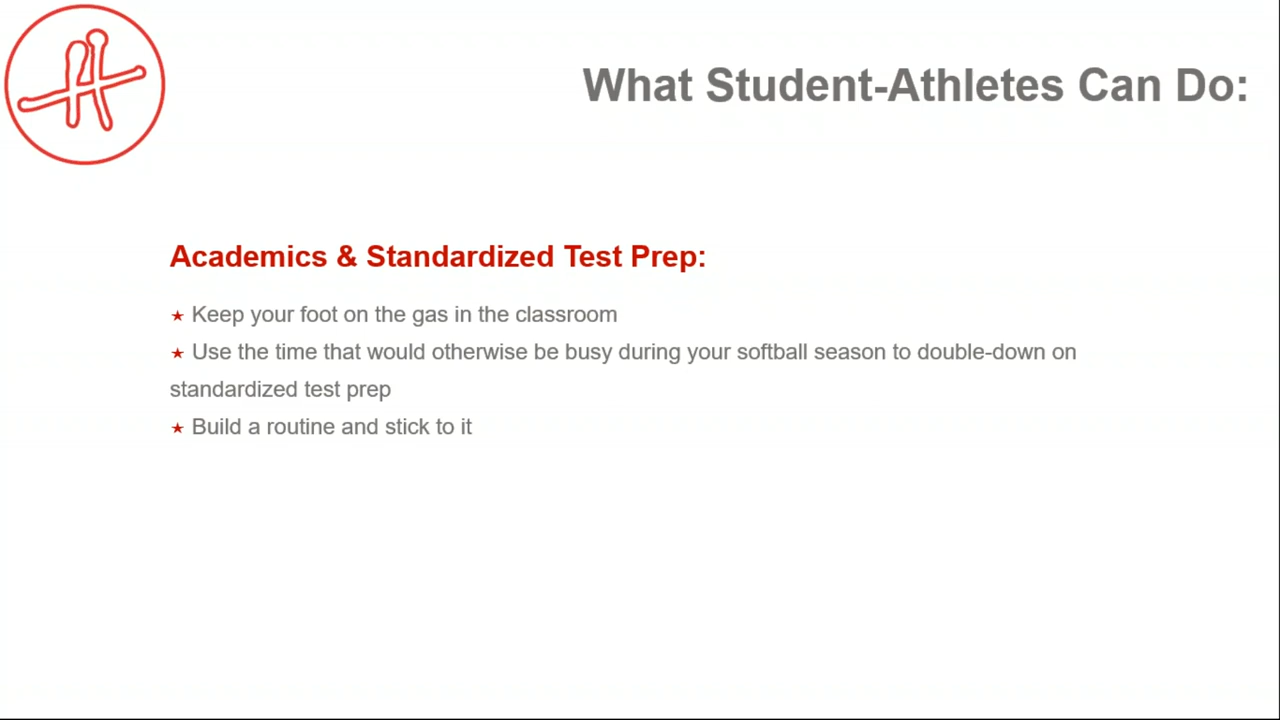 What Student-Athletes Can Do:
Academics & Standardized Test Prep:
★ Keep your foot on the gas in the classroom
★ Use the time that would otherwise be busy during your softball season to double-down on
standardized test prep
★ Build a routine and stick to it